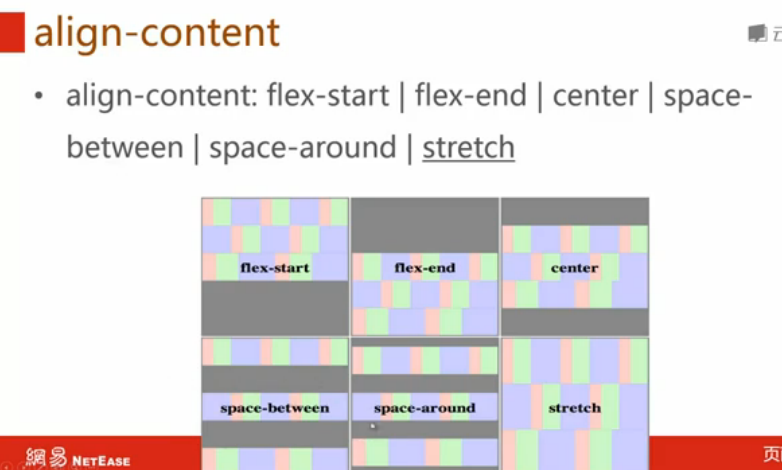 align-content
• align-content: flex-start | flex-end | center | space-
between | space-around | stretch
flex-start
flex-end
center
space-between
space-around
stretch
網易 NETEASE
页